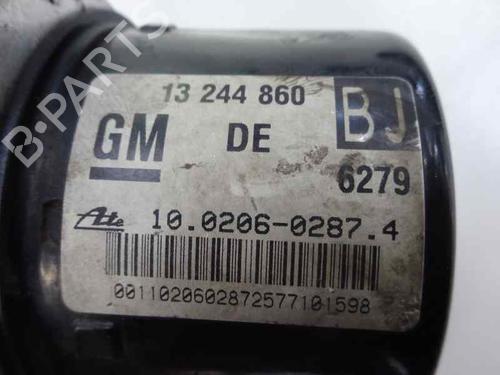 B-PARTS
13 244 860
GM DE BJ
6279
Ate 10.0206-0287.4
00110206028725771​01598